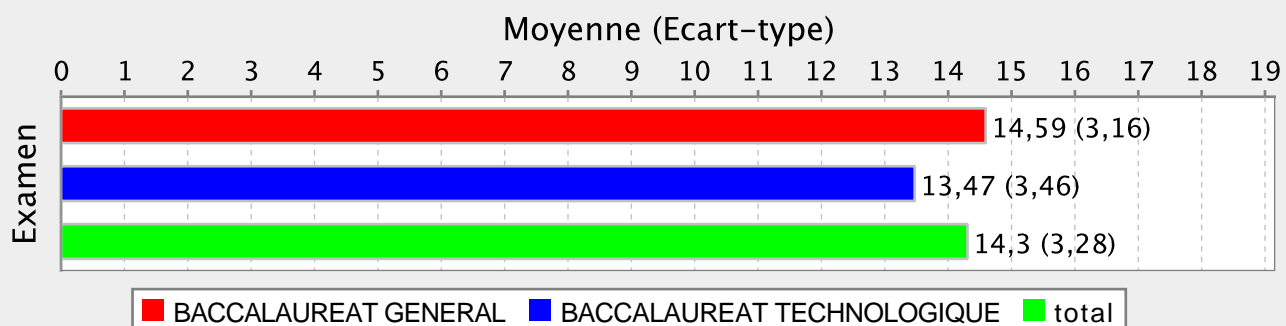 Moyenne (Ecart-type)
0 1 2 3 4 5 6 7 8 9 10 11 12 13 14 15 16 17 18 19
Examen
14,59 (3,16)
13,47 (3,46)
14,3 (3,28)
BACCALAUREAT GENERAL BACCALAUREAT TECHNOLOGIQUE total